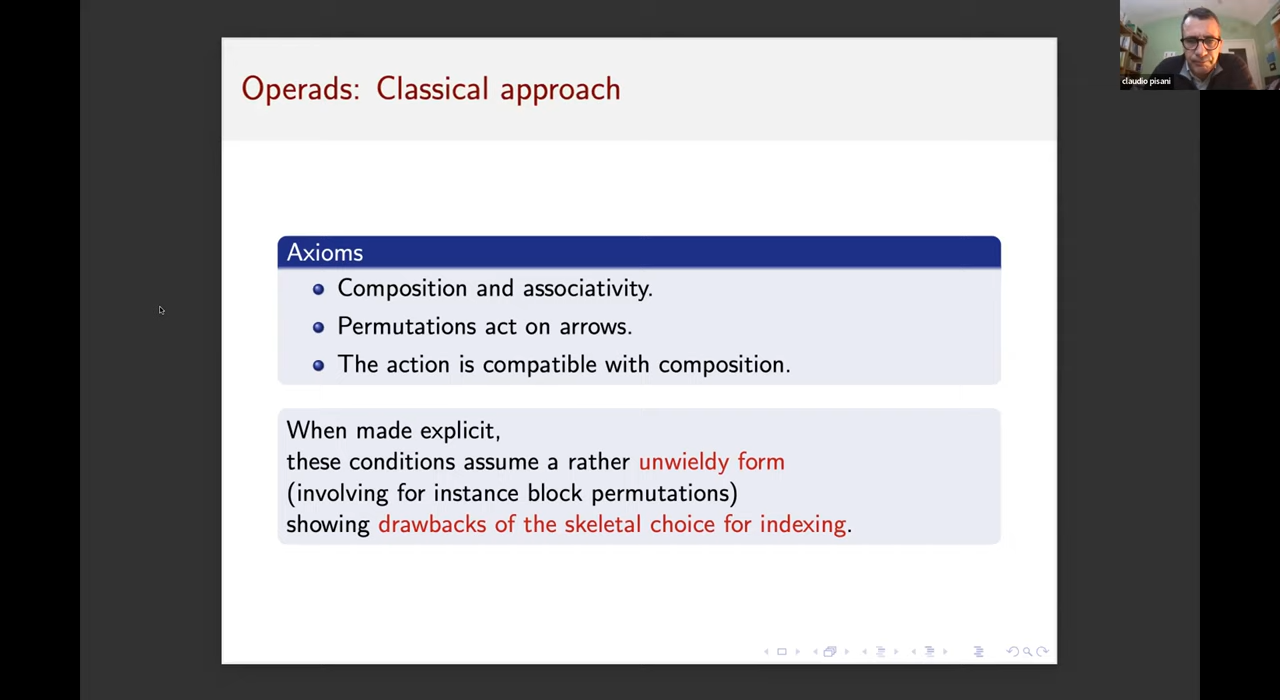 Operads: Classical approach
claudio pisani
Axioms
Composition and associativity.
Permutations act on arrows.
The action is compatible with composition.
When made explicit,
these conditions assume a rather unwieldy form
(involving for instance block permutations)
showing drawbacks of the skeletal choice for indexing.